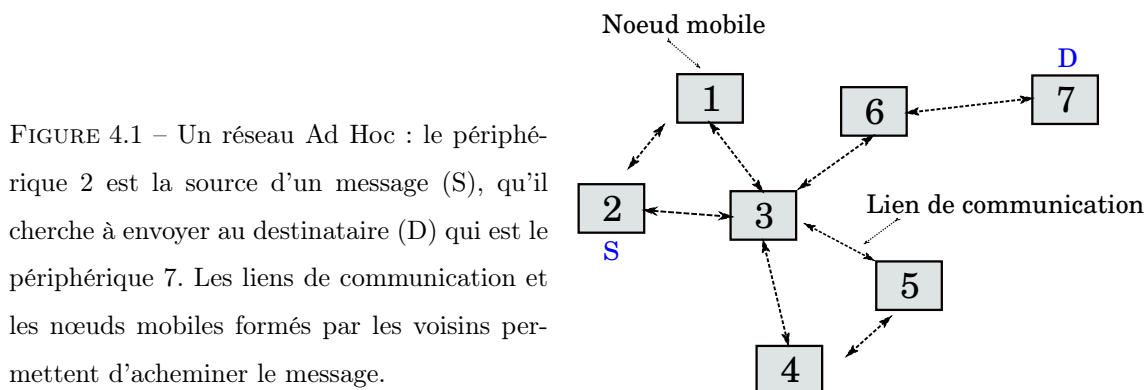 FIGURE 4.1 – Un réseau Ad Hoc : le périphé-
rique 2 est la source d'un message (S), qu'il
cherche à envoyer au destinataire (D) qui est le
périphérique 7. Les liens de communication et
les nœuds mobiles formés par les voisins per-
mettent d'acheminer le message.
Noeud mobile
D
1
6
7
2
3
Lien de communication
S
5
4